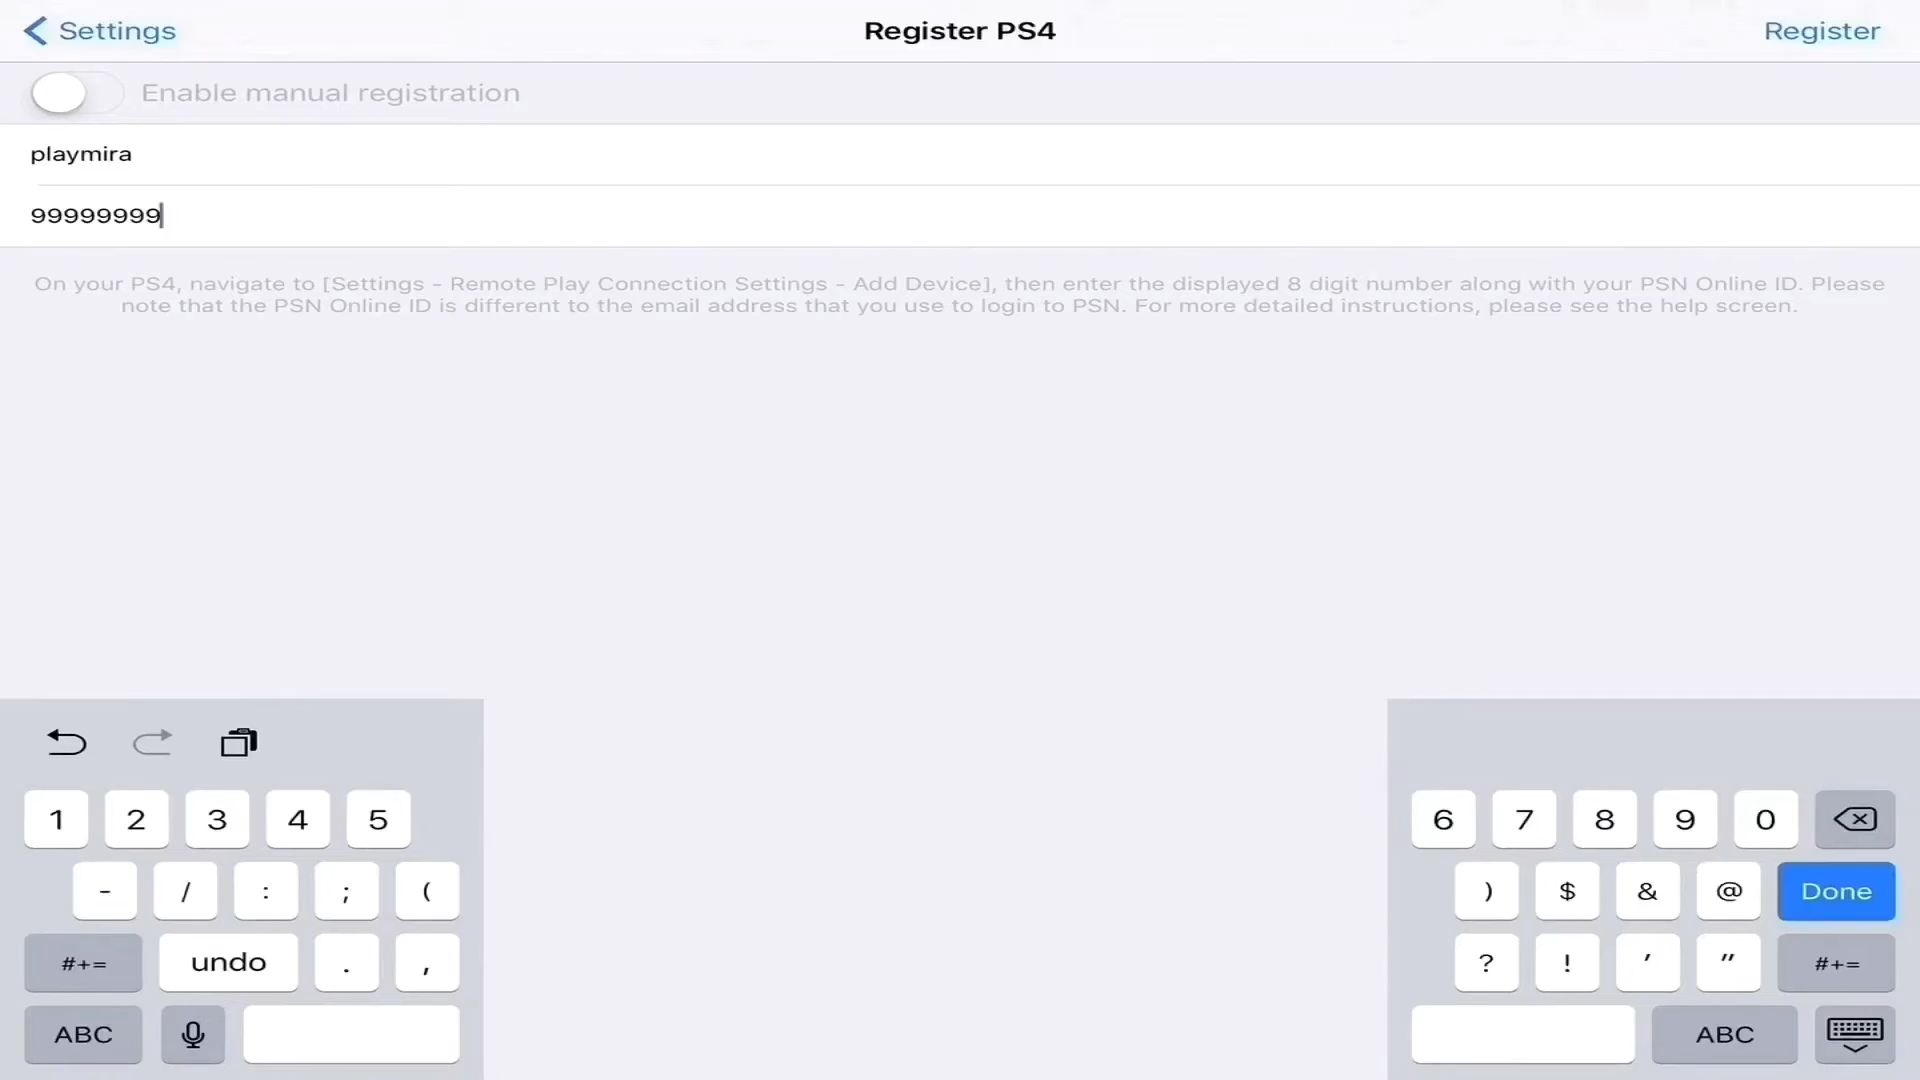 Settings
Register PS4
Register
Enable manual registration
playmira
99999999
On your PS4, navigate to [Settings - Remote Play Connection Settings - Add Device], then enter the displayed 8 digit number along with your PSN Online ID. Please
note that the PSN Online ID is different to the email address that you use to login to PSN. For more detailed instructions, please see the help screen.
1 2 3 4 5
6 7 8 9 0
- / : ; (
) $ & @ Done
#+= undo . ,
? ! ' " #+=
ABC
ABC